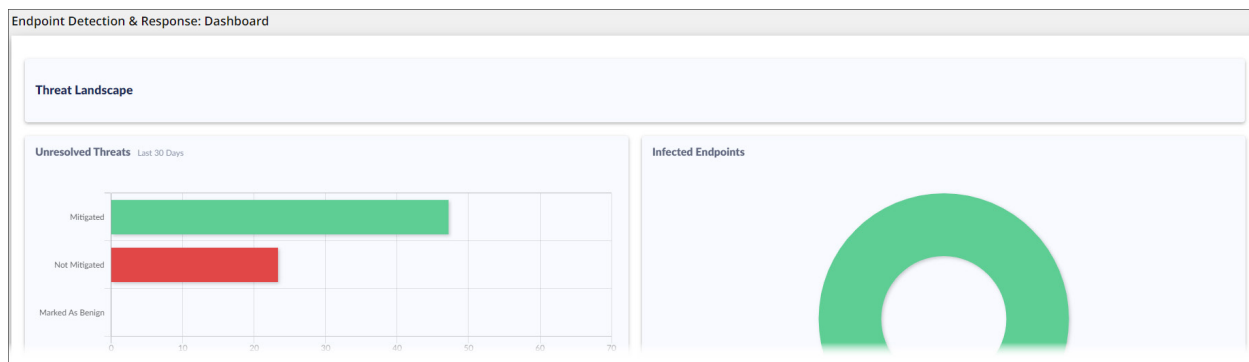 Endpoint Detection & Response: Dashboard
Threat Landscape
Unresolved Threats Last 30 Days
Mitigated
Not Mitigated
Marked As Benign
0 10 20 30 40 50 60 70
Infected Endpoints